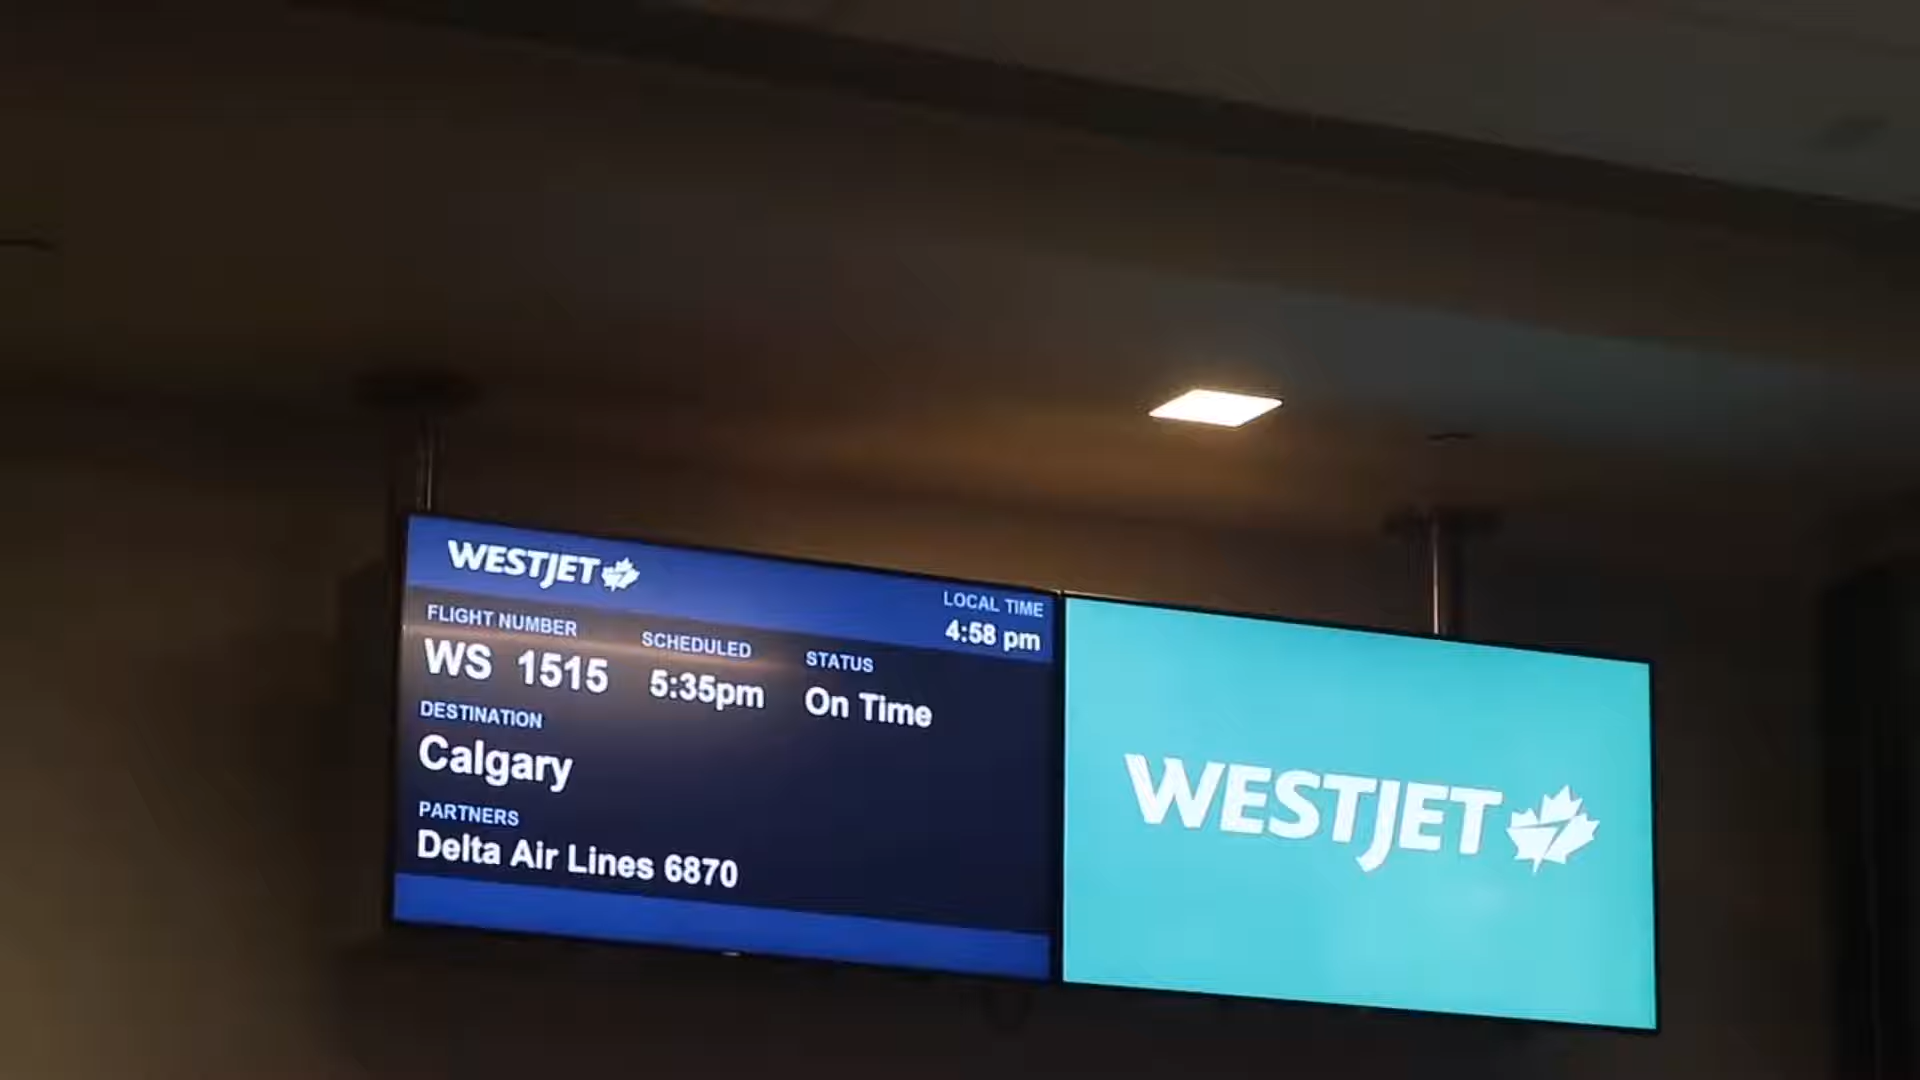 WESTJET
LOCAL TIME
4:58 pm
FLIGHT NUMBER SCHEDULED STATUS
WS 1515 5:35pm On Time
DESTINATION
Calgary
PARTNERS
Delta Air Lines 6870
WESTJET